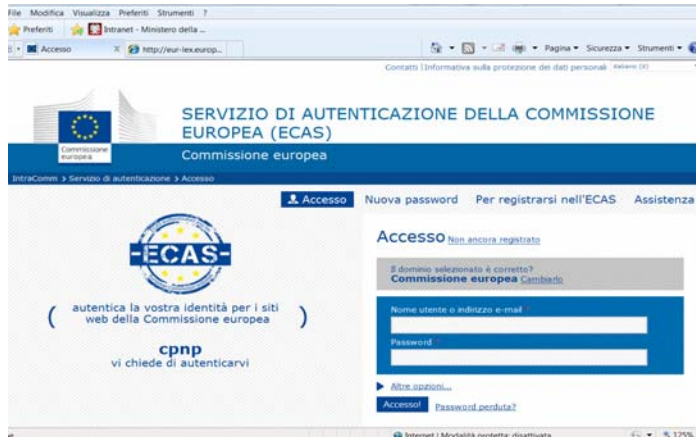 File Modifica Visualizza Preferiti Strumenti ?
Preferiti Intranet - Ministero della ...
Accesso X http://eur-lex.europ...
Pagina Sicurezza Strumenti
Contatti | Informativa sulla protezione dei dati personali Italiano (it)
SERVIZIO DI AUTENTICAZIONE DELLA COMMISSIONE
EUROPEA (ECAS)
Commissione
europea
Commissione europea
IntraComm > Servizio di autenticazione > Accesso
Accesso Nuova password Per registrarsi nell'ECAS Assistenza
-ECAS-
( autentica la vostra identità per i siti
web della Commissione europea )
cpnp
vi chiede di autenticarvi
Accesso Non ancora registrato
Il dominio selezionato è corretto?
Commissione europea Cambiarlo
Nome utente o indirizzo e-mail *
Password *
Altre opzioni...
Accesso! Password perduta?
Internet | Modalità protetta: disattivata 125%